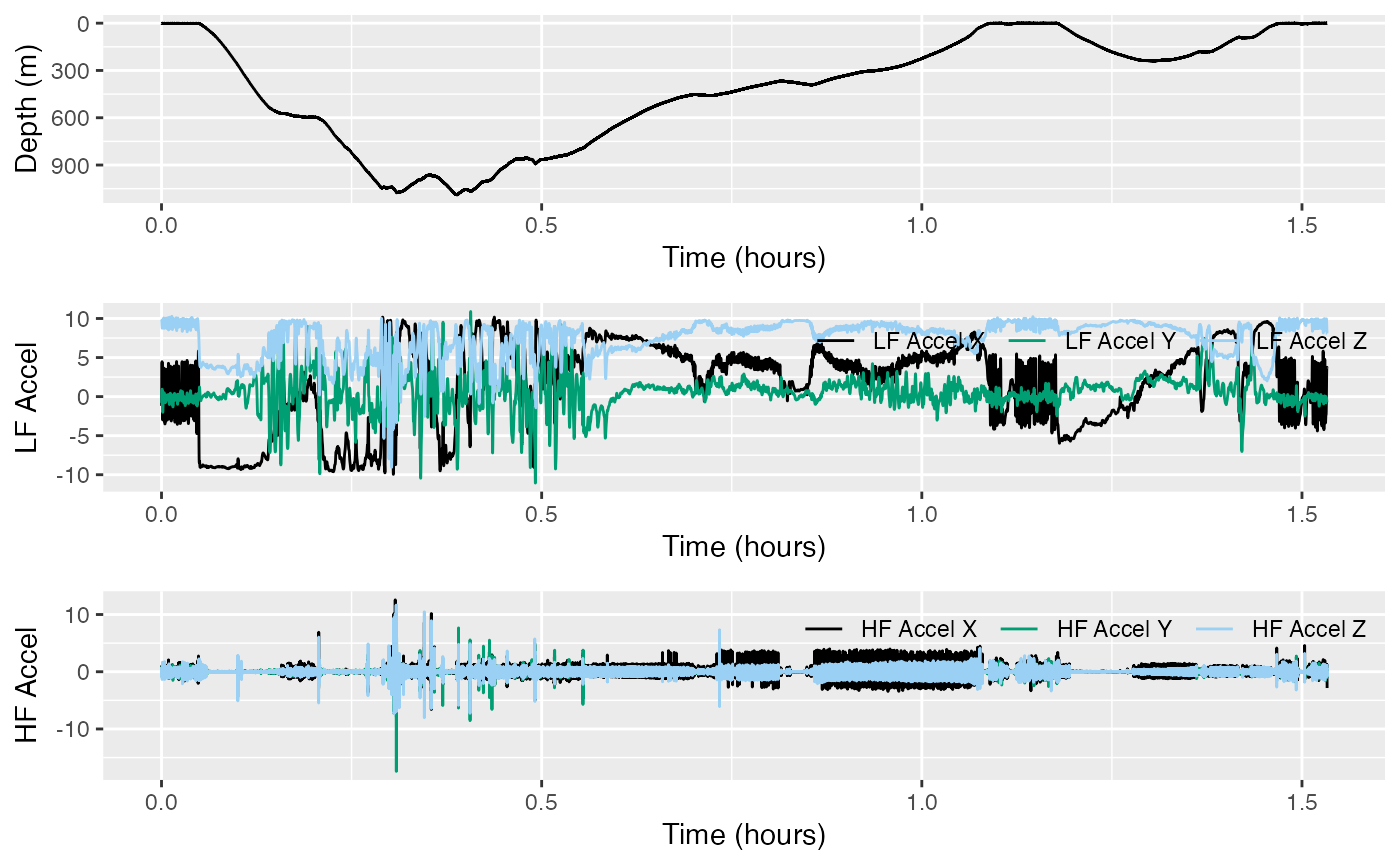 Depth (m)
0
300
600
900
0.0 0.5 1.0 1.5
Time (hours)
LF Accel
10
5
0
-5
-10
LF Accel X LF Accel Y LF Accel Z
0.0 0.5 1.0 1.5
Time (hours)
HF Accel
10
0
-10
HF Accel X HF Accel Y HF Accel Z
0.0 0.5 1.0 1.5
Time (hours)